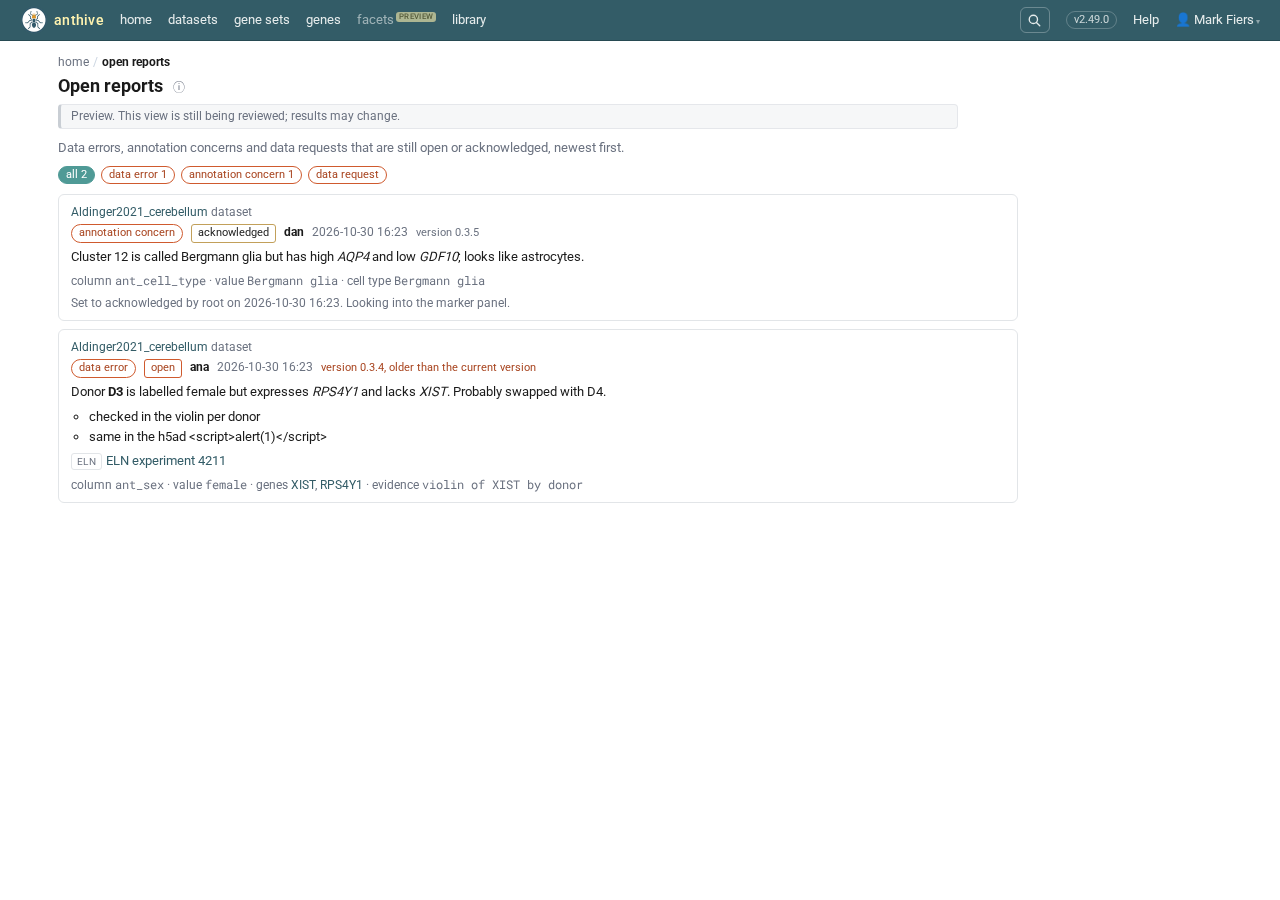 anthive home datasets gene sets genes facets PREVIEW library v2.49.0 Help Mark Fiers
home / open reports
Open reports
Preview. This view is still being reviewed; results may change.
Data errors, annotation concerns and data requests that are still open or acknowledged, newest first.
all 2 data error 1 annotation concern 1 data request
Aldinger2021_cerebellum dataset
annotation concern acknowledged dan 2026-10-30 16:23 version 0.3.5
Cluster 12 is called Bergmann glia but has high AQP4 and low GDF10; looks like astrocytes.
column ant_cell_type · value Bergmann glia · cell type Bergmann glia
Set to acknowledged by root on 2026-10-30 16:23. Looking into the marker panel.
Aldinger2021_cerebellum dataset
data error open ana 2026-10-30 16:23 version 0.3.4, older than the current version
Donor D3 is labelled female but expresses RPS4Y1 and lacks XIST. Probably swapped with D4.
checked in the violin per donor
same in the h5ad <script>alert(1)</script>
ELN ELN experiment 4211
column ant_sex · value female · genes XIST, RPS4Y1 · evidence violin of XIST by donor